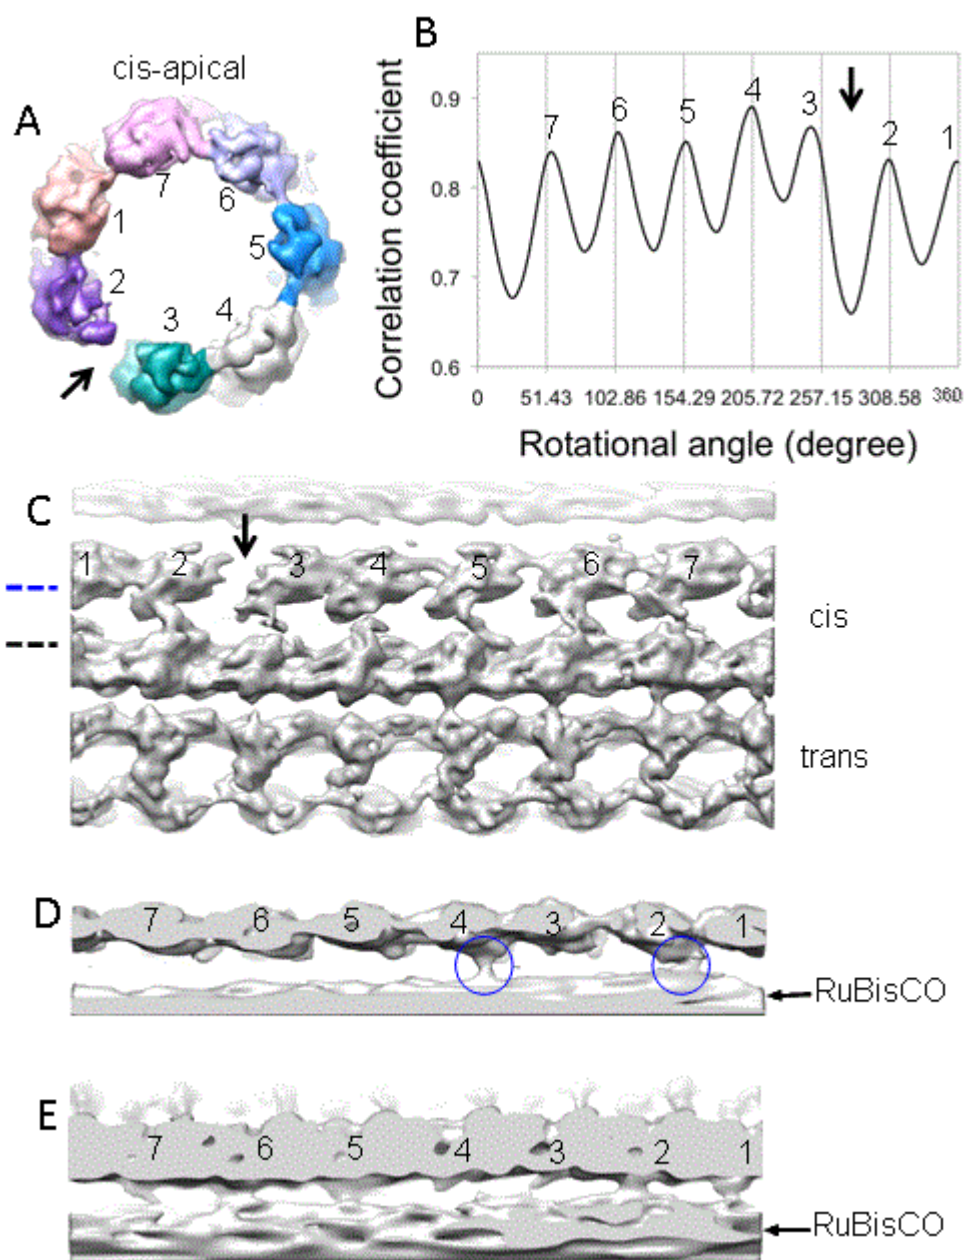 A
cis-apical
7
6
1
5
2
4
3
B
Correlation coefficient
0.9
0.8
0.7
0.6
7
6
5
4
3
2
1
0 51.43 102.86 154.29 205.72 257.15 308.58 360
Rotational angle (degree)
C
1 2 3 4 5 6 7
cis
trans
D
7 6 5 4 3 2 1
RuBisCO
E
7 6 5 4 3 2 1
RuBisCO